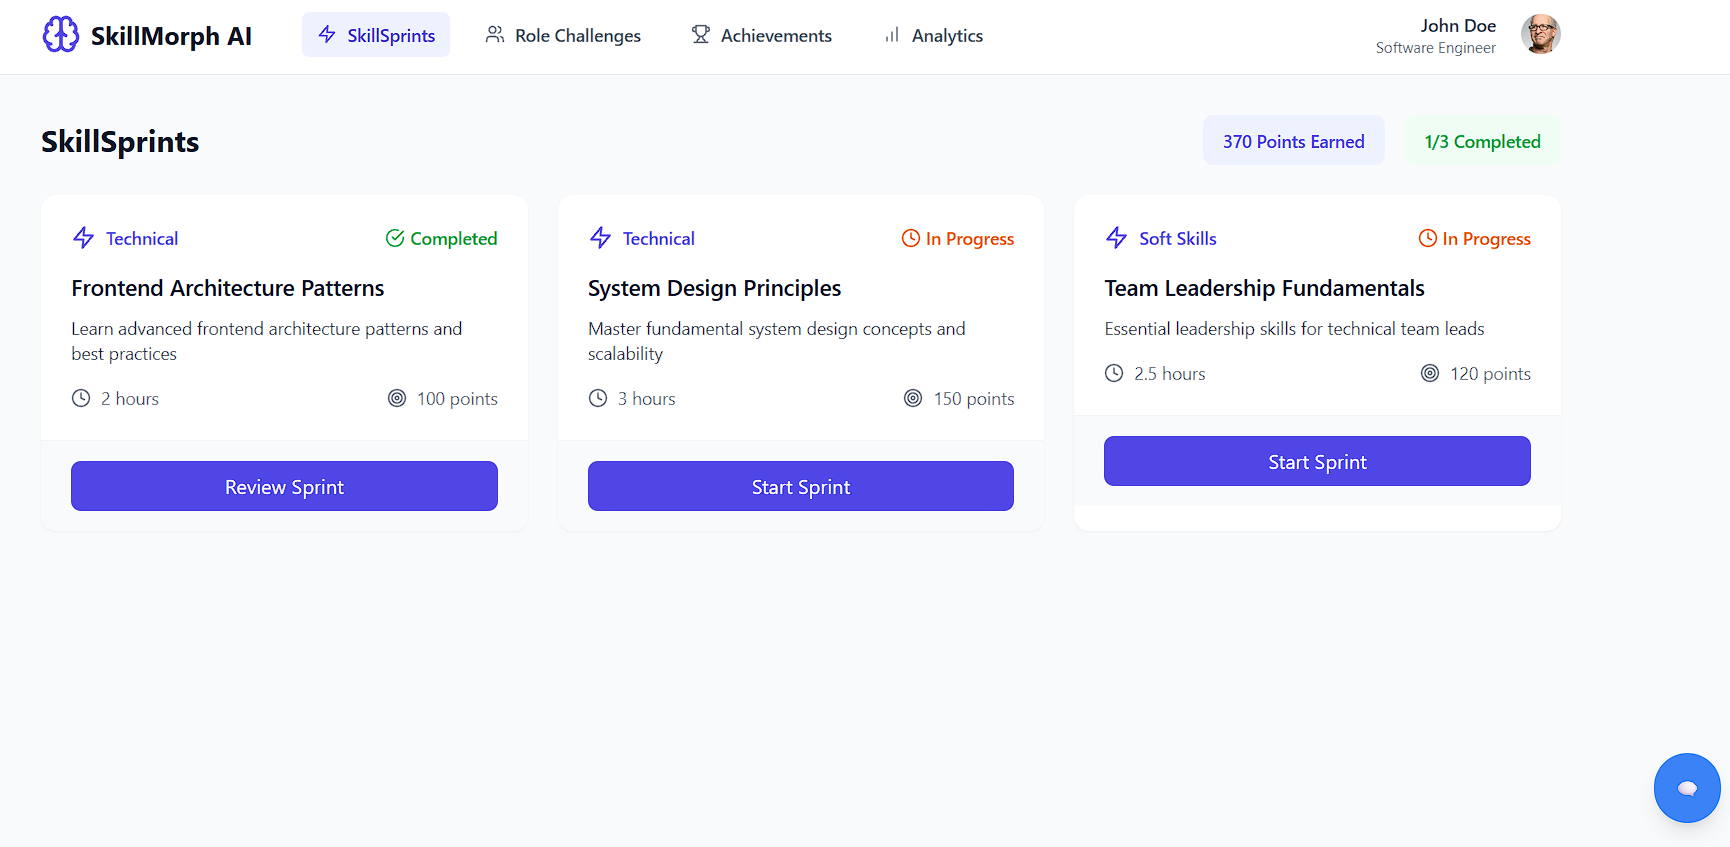 SkillMorph AI
SkillSprints
Role Challenges
Achievements
Analytics
John Doe
Software Engineer
SkillSprints
370 Points Earned
1/3 Completed
Technical
Completed
Frontend Architecture Patterns
Learn advanced frontend architecture patterns and
best practices
2 hours
100 points
Review Sprint
Technical
In Progress
System Design Principles
Master fundamental system design concepts and
scalability
3 hours
150 points
Start Sprint
Soft Skills
In Progress
Team Leadership Fundamentals
Essential leadership skills for technical team leads
2.5 hours
120 points
Start Sprint